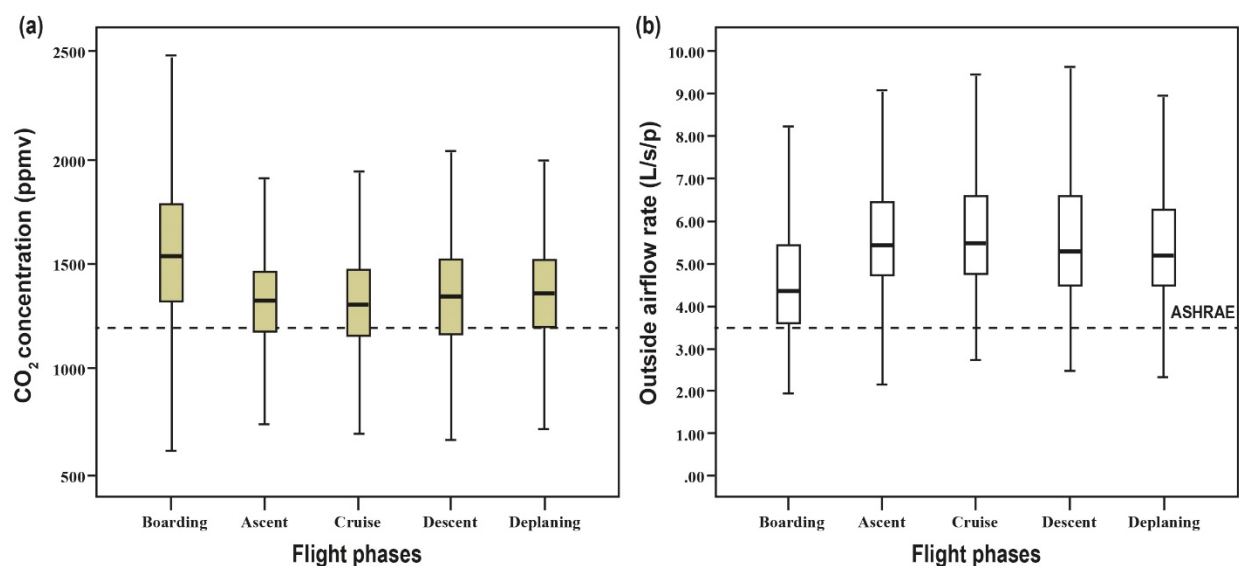 (a)
CO₂ concentration (ppmv)
2500
2000
1500
1000
500
Boarding Ascent Cruise Descent Deplaning
Flight phases
(b)
Outside airflow rate (L/s/p)
10.00
9.00
8.00
7.00
6.00
5.00
4.00
3.00
2.00
1.00
.00
ASHRAE
Boarding Ascent Cruise Descent Deplaning
Flight phases